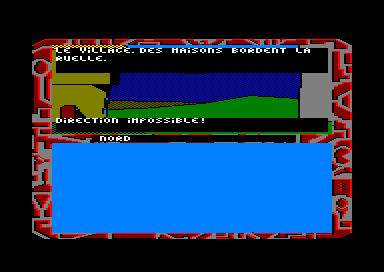 LE VILLAGE. DES MAISONS BORDENT LA
RUELLE.
DIRECTION IMPOSSIBLE!
NORD